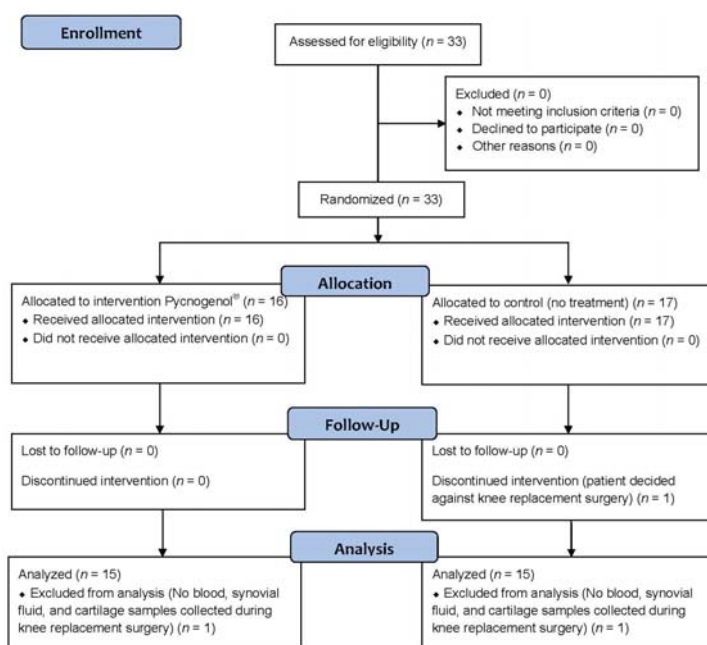 Enrollment
Assessed for eligibility (n = 33)
Excluded (n = 0)
⬥ Not meeting inclusion criteria (n = 0)
⬥ Declined to participate (n = 0)
⬥ Other reasons (n = 0)
Randomized (n = 33)
Allocation
Allocated to intervention Pycnogenol® (n = 16)
⬥ Received allocated intervention (n = 16)
⬥ Did not receive allocated intervention (n = 0)
Allocated to control (no treatment) (n = 17)
⬥ Received allocated intervention (n = 17)
⬥ Did not receive allocated intervention (n = 0)
Follow-Up
Lost to follow-up (n = 0)
Discontinued intervention (n = 0)
Lost to follow-up (n = 0)
Discontinued intervention (patient decided
against knee replacement surgery) (n = 1)
Analysis
Analyzed (n = 15)
⬥ Excluded from analysis (No blood, synovial
fluid, and cartilage samples collected during
knee replacement surgery) (n = 1)
Analyzed (n = 15)
⬥ Excluded from analysis (No blood, synovial
fluid, and cartilage samples collected during
knee replacement surgery) (n = 1)